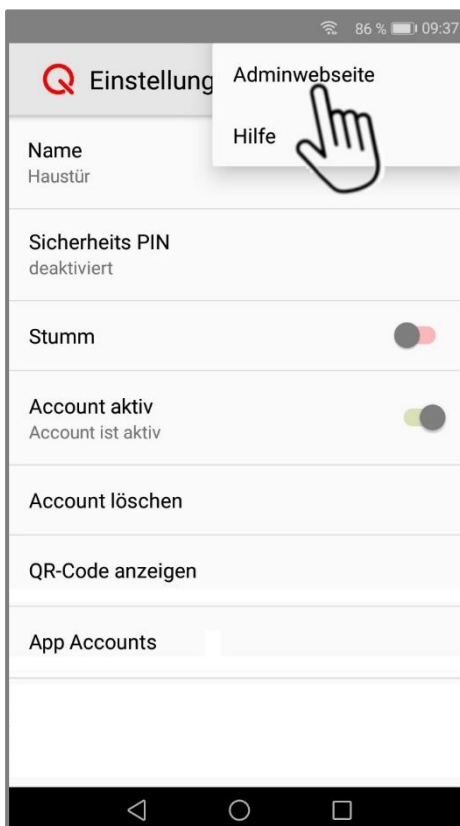 86 % 09:37
Einstellung
Adminwebseite
Hilfe
Name
Haustür
Sicherheits PIN
deaktiviert
Stumm
Account aktiv
Account ist aktiv
Account löschen
QR-Code anzeigen
App Accounts